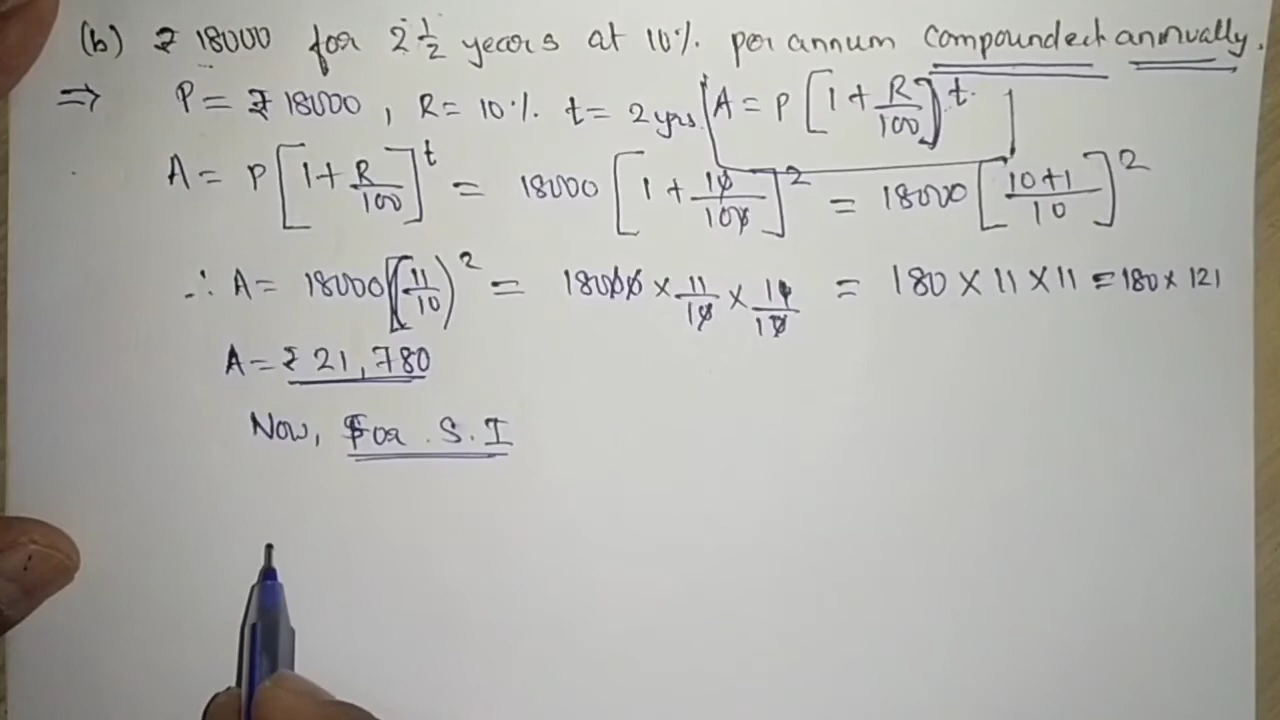 (b) ₹ 18000 for 2 1/2 years at 10% per annum compounded annually.
⇒ P = ₹ 18000, R = 10% t = 2 yrs. A = P [1 + R/100]^t.
A = P [1 + R/100]^t = 18000 [1 + 10/100]^2 = 18000 [10+1/10]^2
∴ A = 18000 [(11/10)^2 = 18000 × 11/10 × 11/10 = 180 × 11 × 11 = 180 × 121
A = ₹ 21,780
Now, For S.I